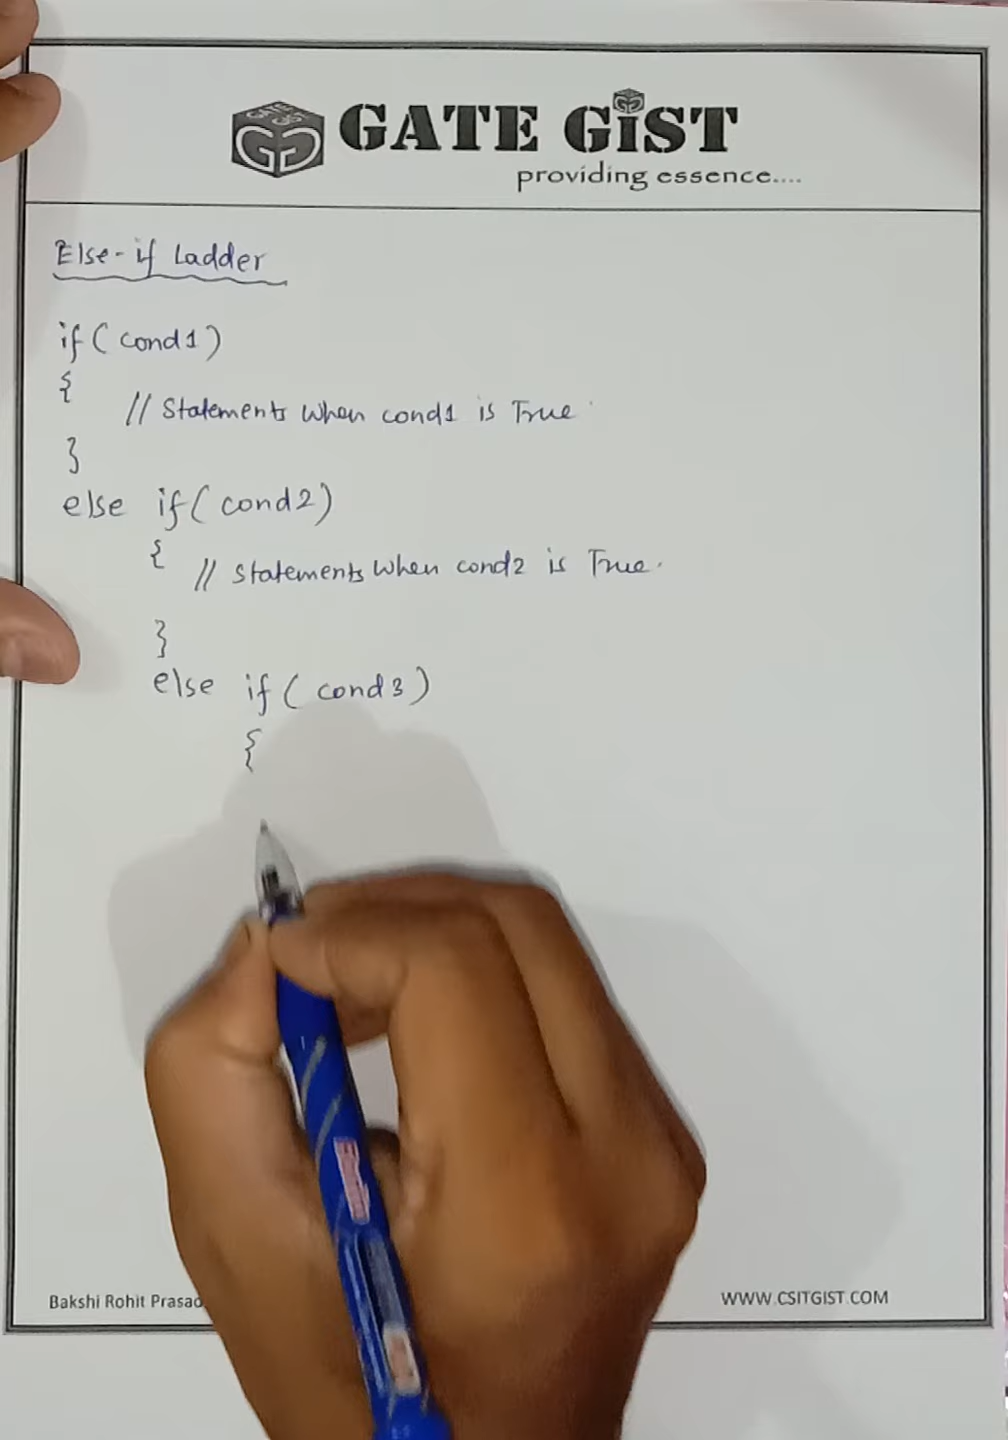 GATE GiST
providing essence....
Else-if Ladder
if ( cond1 )
{
// Statements when cond1 is True.
}
else if ( cond2 )
{
// Statements when cond2 is True.
}
else if ( cond3 )
{
Bakshi Rohit Prasad
WWW.CSITGIST.COM